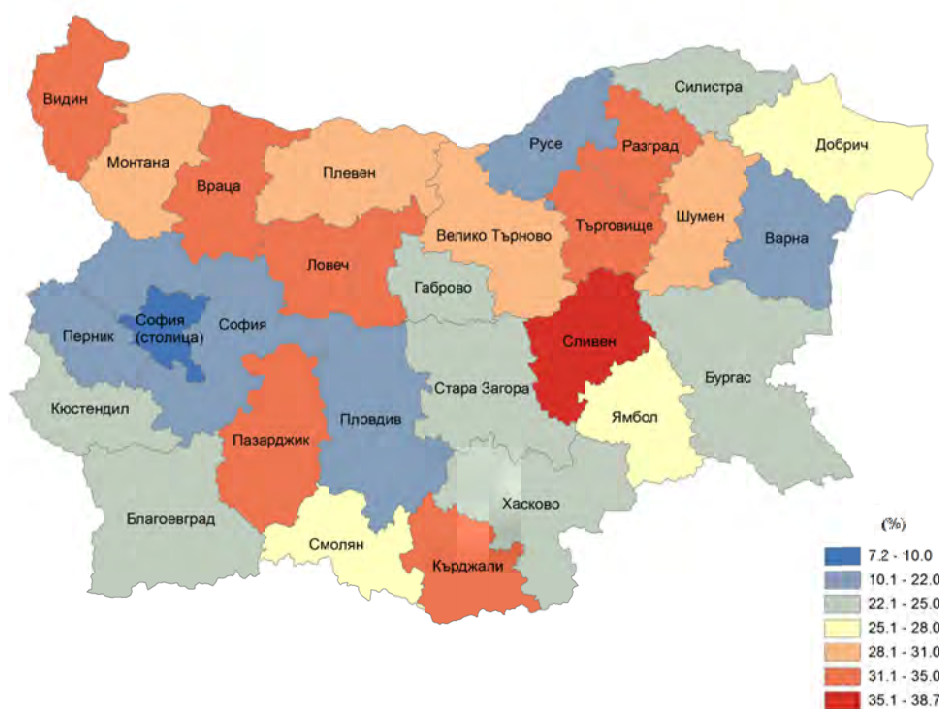 Силистра
Видин
Русе
Разград
Добрич
Монтана
Плевен
Враца
Шумен
Търговище
Велико Търново
Варна
Ловеч
Габрово
София
(столица)
София
Перник
Сливен
Бургас
Стара Загора
Кюстендил
Ямбол
Пловдив
Пазарджик
Хасково
Благоевград
Смолян
Кърджали
(%)
7.2 - 10.0
10.1 - 22.0
22.1 - 25.0
25.1 - 28.0
28.1 - 31.0
31.1 - 35.0
35.1 - 38.7